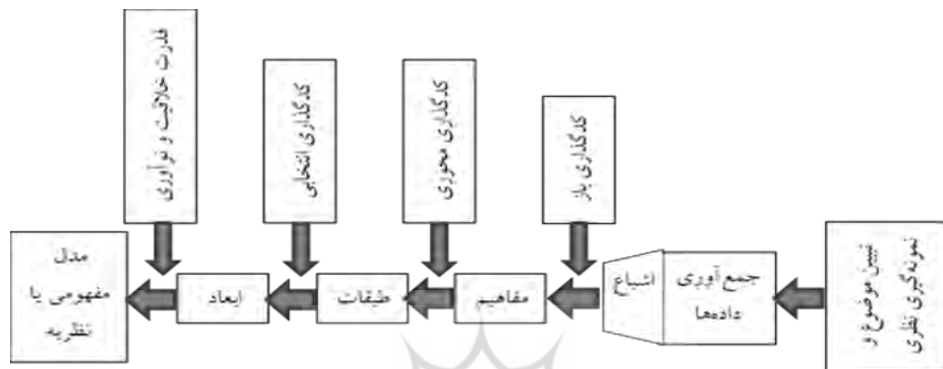 تبیین موضوع و
نمونه‌گیری نظری
جمع‌آوری
داده‌ها
اشباع
کدگذاری باز
مفاهیم
کدگذاری محوری
طبقات
کدگذاری انتخابی
ابعاد
قدرت خلاقیت و نوآوری
مدل
مفهومی یا
نظریه